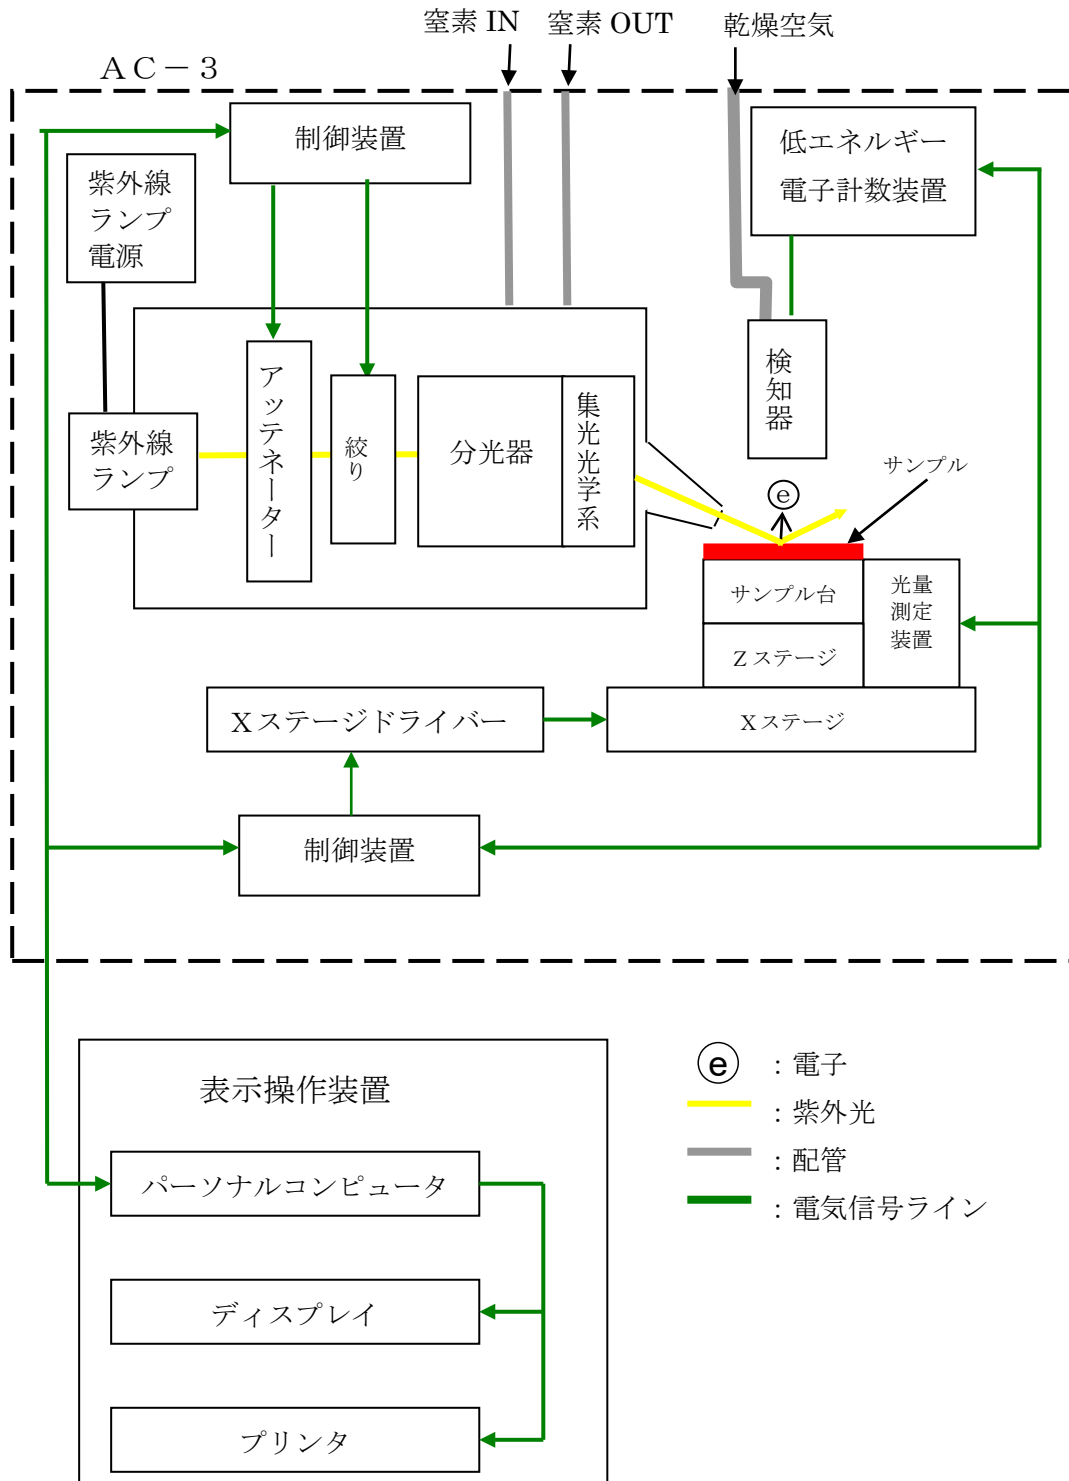 窒素 IN
窒素 OUT
乾燥空気
ＡＣ－３
制御装置
低エネルギー
電子計数装置
紫外線
ランプ
電源
検知器
アッテネーター
絞り
分光器
集光光学系
紫外線
ランプ
サンプル
e
サンプル台
光量
測定
装置
Ｚステージ
Ｘステージドライバー
Ｘステージ
制御装置
表示操作装置
パーソナルコンピュータ
ディスプレイ
プリンタ
e ：電子
：紫外光
：配管
：電気信号ライン